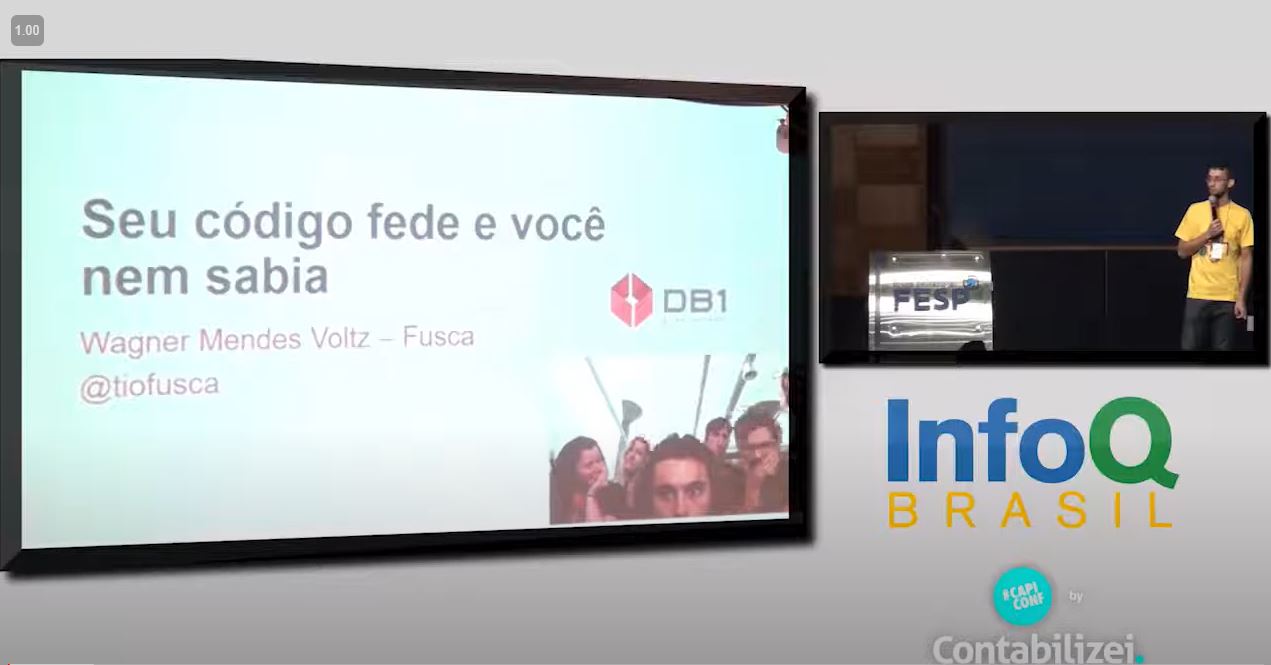 1.00
Seu código fede e você
nem sabia
DB1
Wagner Mendes Voltz – Fusca
@tiofusca
FESP
InfoQ
BRASIL
#CAPI
CONF
by
Contabilizei.